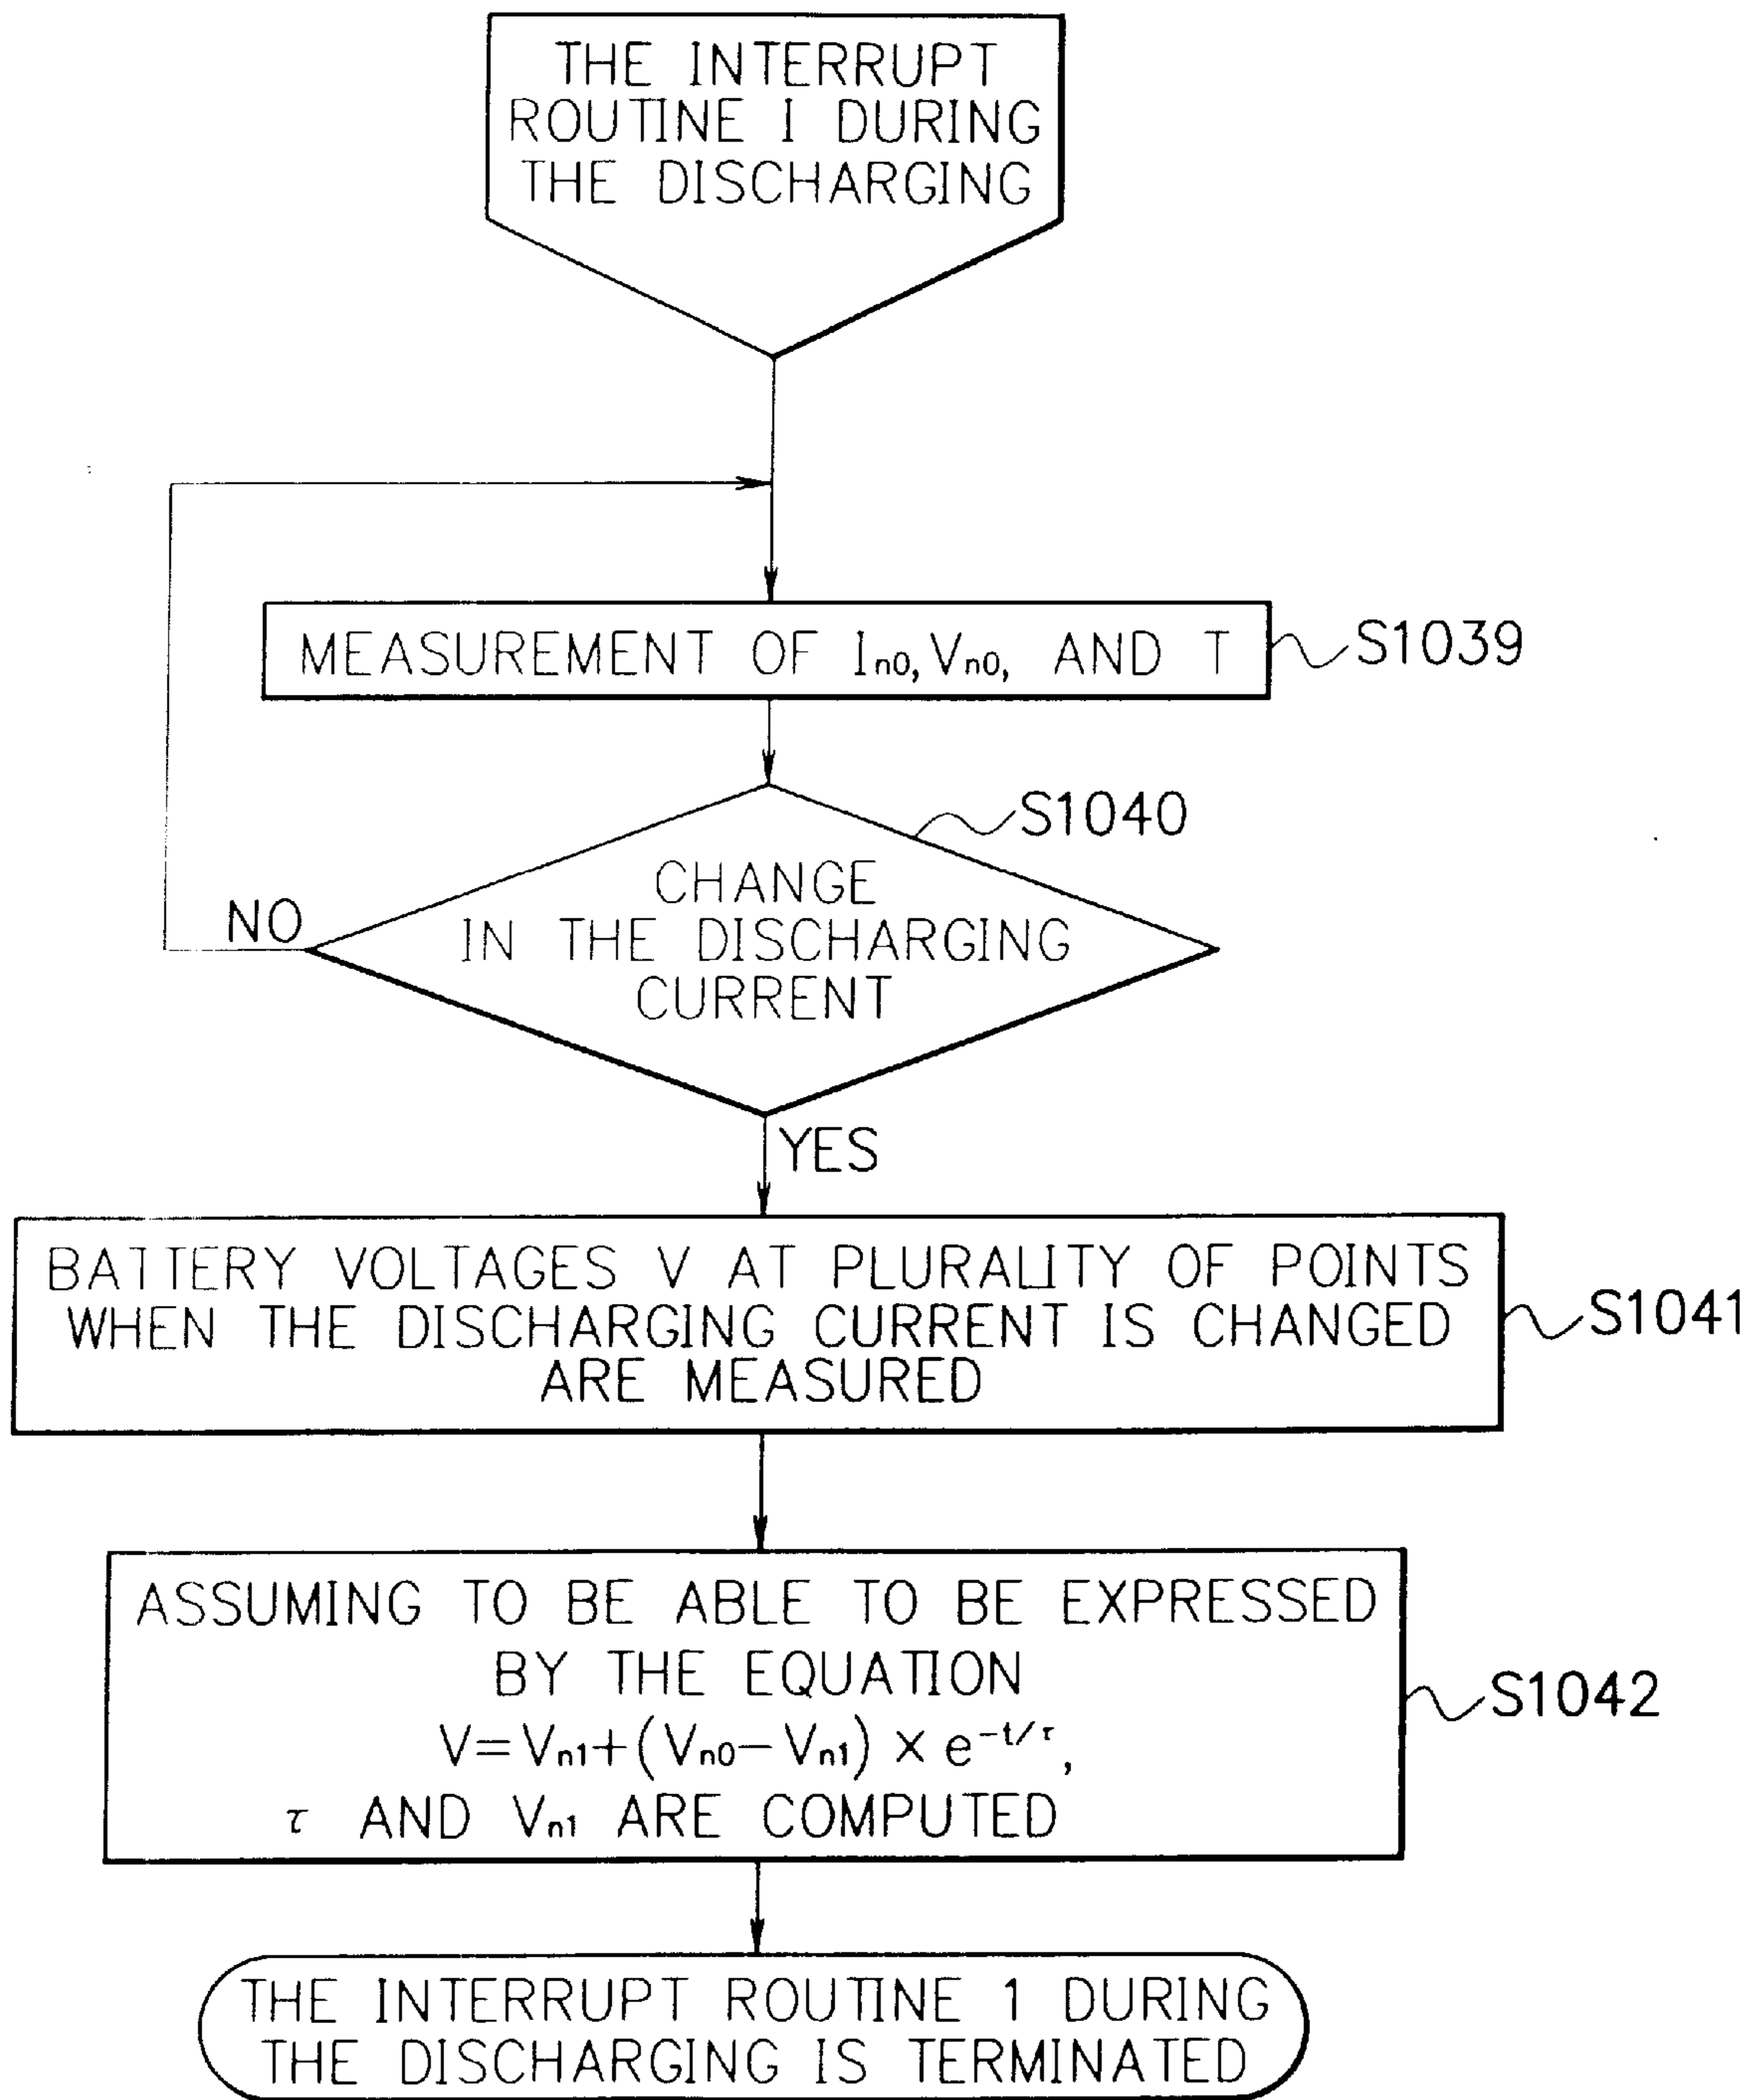 THE INTERRUPT
ROUTINE I DURING
THE DISCHARGING
MEASUREMENT OF In0, Vn0, AND T
S1039
S1040
CHANGE
IN THE DISCHARGING
CURRENT
NO
YES
BATTERY VOLTAGES V AT PLURALITY OF POINTS
WHEN THE DISCHARGING CURRENT IS CHANGED
ARE MEASURED
S1041
ASSUMING TO BE ABLE TO BE EXPRESSED
BY THE EQUATION
V=Vn1+(Vn0−Vn1)×e−t/τ,
τ AND Vn1 ARE COMPUTED
S1042
THE INTERRUPT ROUTINE 1 DURING
THE DISCHARGING IS TERMINATED